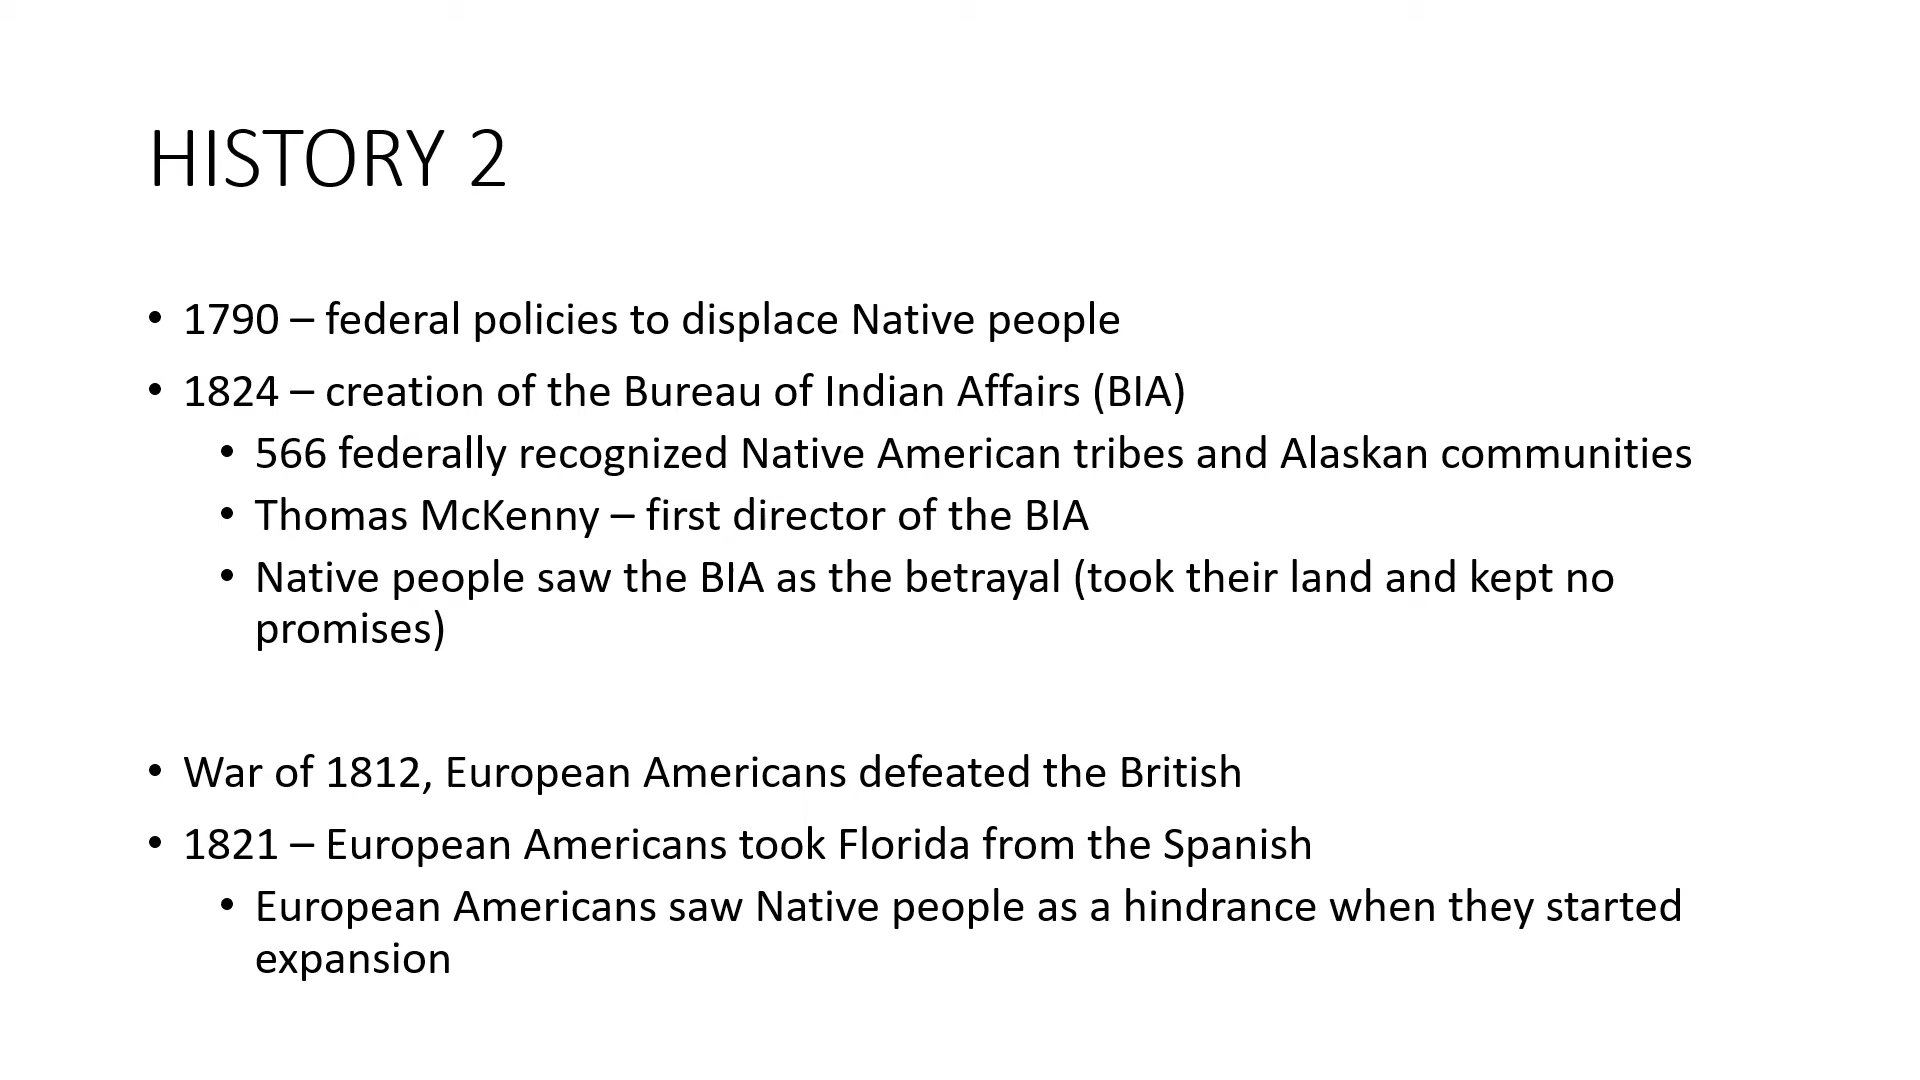 HISTORY 2
• 1790 – federal policies to displace Native people
• 1824 – creation of the Bureau of Indian Affairs (BIA)
• 566 federally recognized Native American tribes and Alaskan communities
• Thomas McKenny – first director of the BIA
• Native people saw the BIA as the betrayal (took their land and kept no
promises)
• War of 1812, European Americans defeated the British
• 1821 – European Americans took Florida from the Spanish
• European Americans saw Native people as a hindrance when they started
expansion